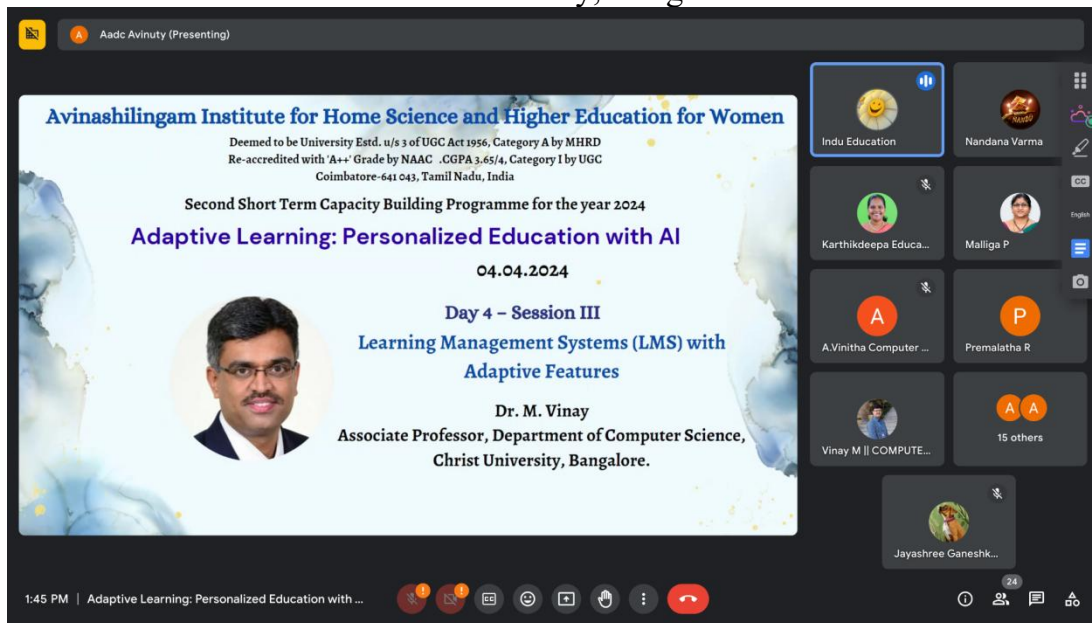 Aadc Avinuty (Presenting)
Avinashilingam Institute for Home Science and Higher Education for Women
Deemed to be University Estd. u/s 3 of UGC Act 1956, Category A by MHRD
Re-accredited with 'A++' Grade by NAAC .CGPA 3.65/4, Category I by UGC
Coimbatore-641 043, Tamil Nadu, India
Second Short Term Capacity Building Programme for the year 2024
Adaptive Learning: Personalized Education with AI
04.04.2024
Day 4 – Session III
Learning Management Systems (LMS) with
Adaptive Features
Dr. M. Vinay
Associate Professor, Department of Computer Science,
Christ University, Bangalore.
Indu Education
Nandana Varma
Karthikdeepa Educa...
Malliga P
A
A.Vinitha Computer ...
P
Premalatha R
Vinay M || COMPUTE...
A A
15 others
Jayashree Ganeshk...
CC
English
1:45 PM | Adaptive Learning: Personalized Education with ...
24